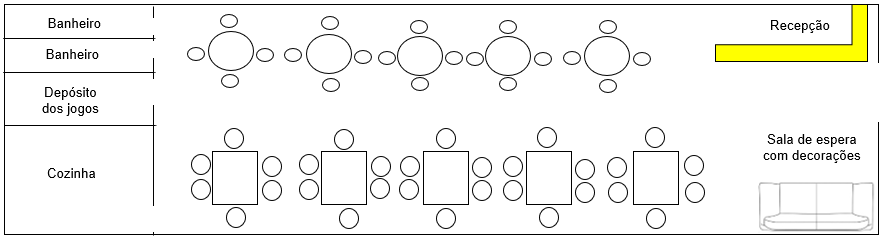 Banheiro
Banheiro
Depósito
dos jogos
Cozinha
Recepção
Sala de espera
com decorações